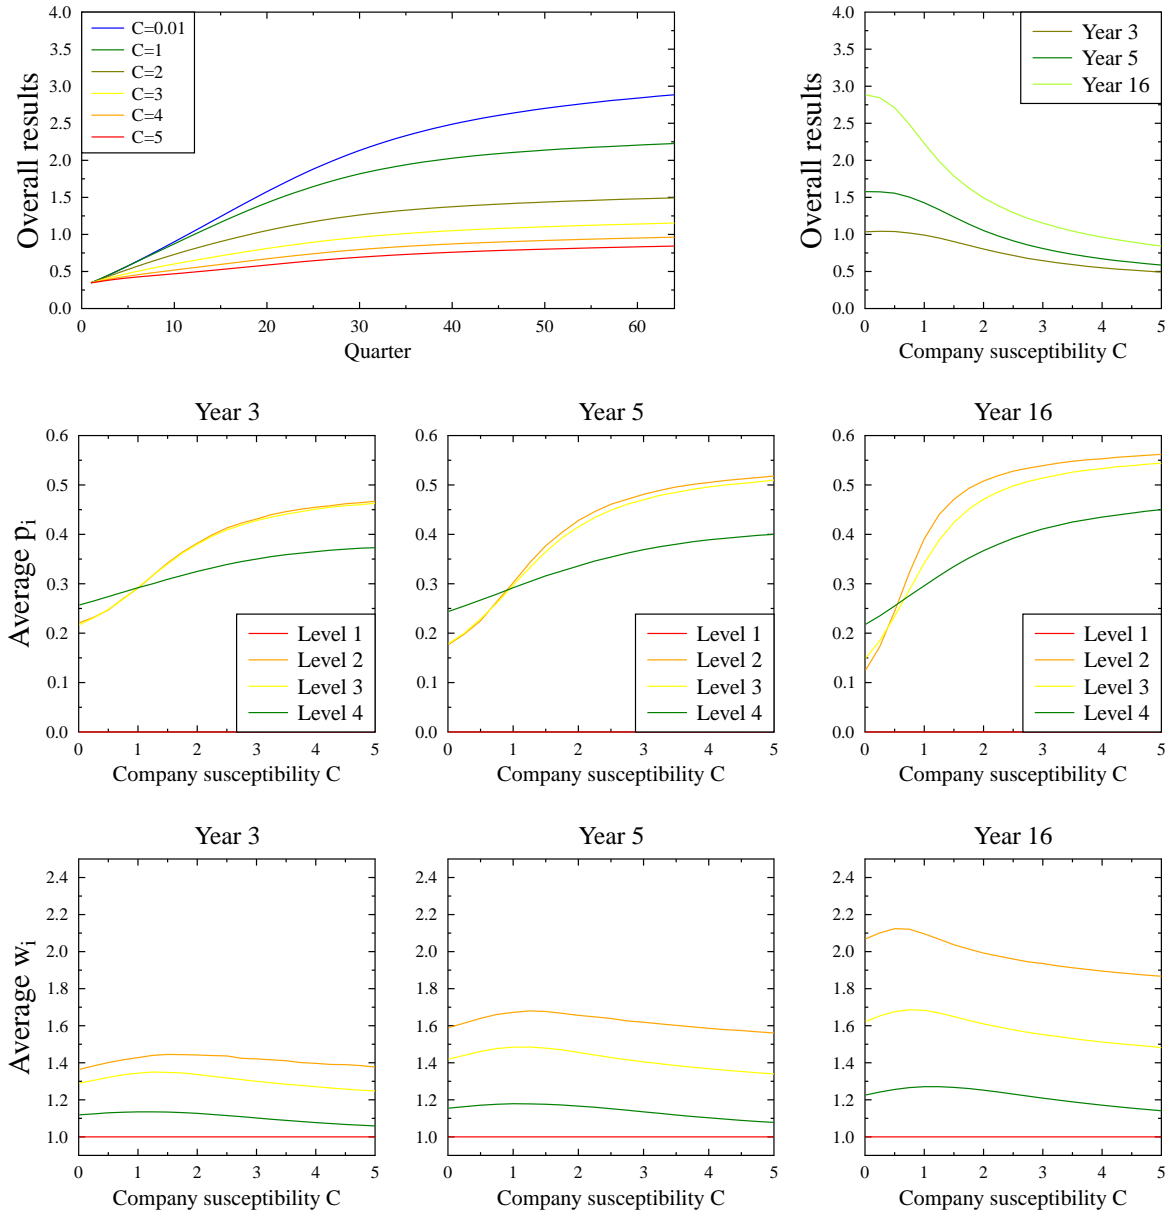 4.0
3.5
3.0
2.5
2.0
1.5
1.0
0.5
0.0
Overall results
C=0.01
C=1
C=2
C=3
C=4
C=5
0 10 20 30 40 50 60
Quarter
4.0
3.5
3.0
2.5
2.0
1.5
1.0
0.5
0.0
Overall results
Year 3
Year 5
Year 16
0 1 2 3 4 5
Company susceptibility C
Year 3
0.6
0.5
0.4
0.3
0.2
0.1
0.0
Average p_i
Level 1
Level 2
Level 3
Level 4
0 1 2 3 4 5
Company susceptibility C
Year 5
0.6
0.5
0.4
0.3
0.2
0.1
0.0
Level 1
Level 2
Level 3
Level 4
0 1 2 3 4 5
Company susceptibility C
Year 16
0.6
0.5
0.4
0.3
0.2
0.1
0.0
Level 1
Level 2
Level 3
Level 4
0 1 2 3 4 5
Company susceptibility C
Year 3
2.4
2.2
2.0
1.8
1.6
1.4
1.2
1.0
Average w_i
0 1 2 3 4 5
Company susceptibility C
Year 5
2.4
2.2
2.0
1.8
1.6
1.4
1.2
1.0
0 1 2 3 4 5
Company susceptibility C
Year 16
2.4
2.2
2.0
1.8
1.6
1.4
1.2
1.0
0 1 2 3 4 5
Company susceptibility C